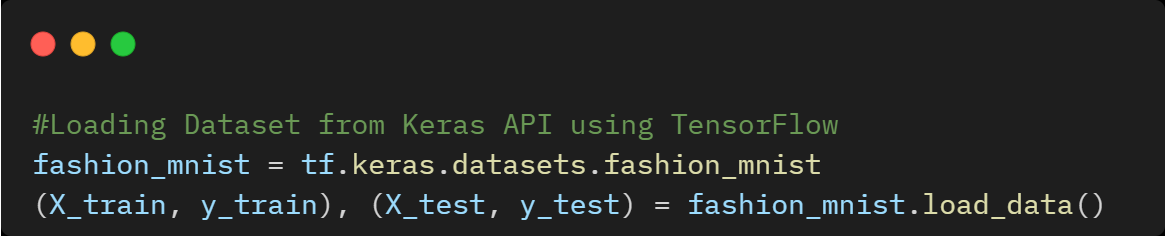 #Loading Dataset from Keras API using TensorFlow
fashion_mnist = tf.keras.datasets.fashion_mnist
(X_train, y_train), (X_test, y_test) = fashion_mnist.load_data()